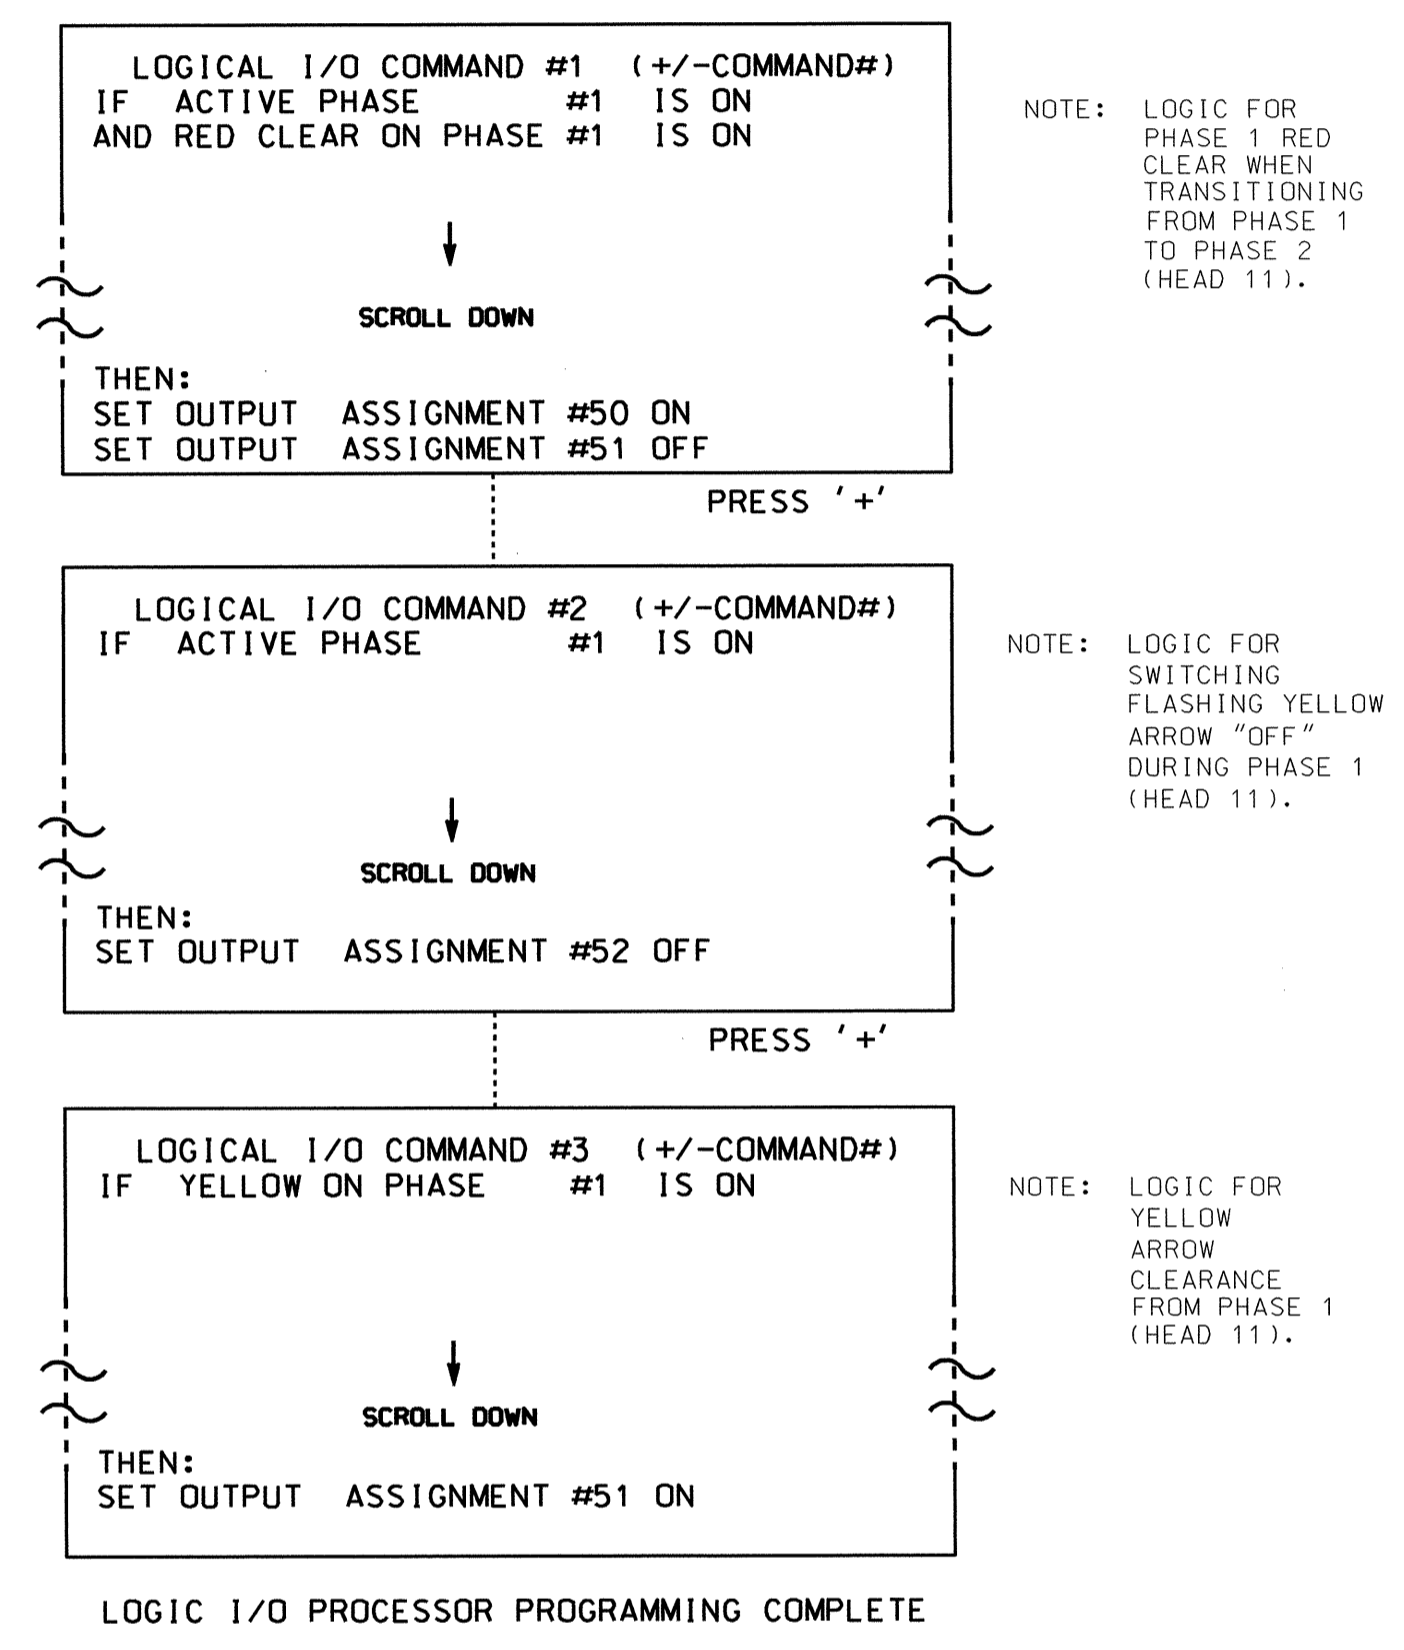 LOGICAL I/O COMMAND #1 (+/-COMMAND#)
IF ACTIVE PHASE #1 IS ON
AND RED CLEAR ON PHASE #1 IS ON
SCROLL DOWN
THEN:
SET OUTPUT ASSIGNMENT #50 ON
SET OUTPUT ASSIGNMENT #51 OFF
NOTE: LOGIC FOR
PHASE 1 RED
CLEAR WHEN
TRANSITIONING
FROM PHASE 1
TO PHASE 2
(HEAD 11).
PRESS '+'
LOGICAL I/O COMMAND #2 (+/-COMMAND#)
IF ACTIVE PHASE #1 IS ON
SCROLL DOWN
THEN:
SET OUTPUT ASSIGNMENT #52 OFF
NOTE: LOGIC FOR
SWITCHING
FLASHING YELLOW
ARROW "OFF"
DURING PHASE 1
(HEAD 11).
PRESS '+'
LOGICAL I/O COMMAND #3 (+/-COMMAND#)
IF YELLOW ON PHASE #1 IS ON
SCROLL DOWN
THEN:
SET OUTPUT ASSIGNMENT #51 ON
NOTE: LOGIC FOR
YELLOW
ARROW
CLEARANCE
FROM PHASE 1
(HEAD 11).
LOGIC I/O PROCESSOR PROGRAMMING COMPLETE